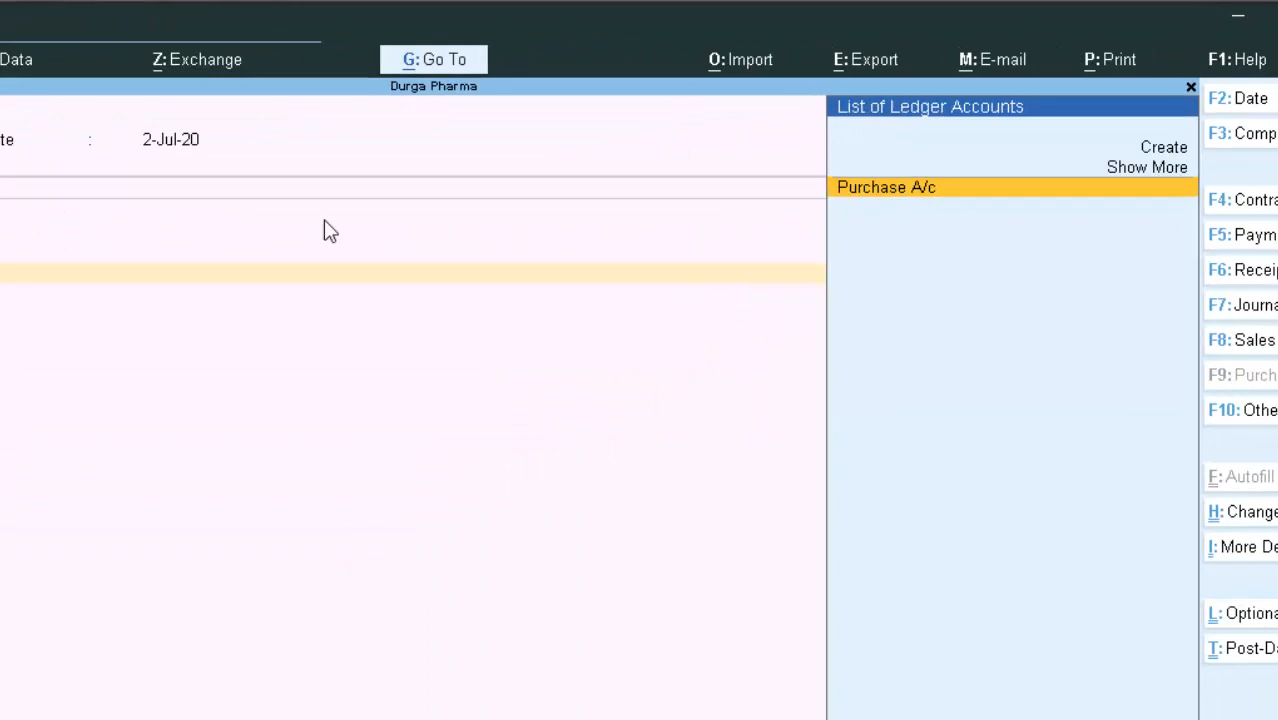 Data
Z: Exchange
G: Go To
O: Import
E: Export
M: E-mail
P: Print
F1: Help
Durga Pharma
te : 2-Jul-20
List of Ledger Accounts
Create
Show More
Purchase A/c
F2: Date
F3: Comp
F4: Contra
F5: Paym
F6: Receip
F7: Journa
F8: Sales
F9: Purch
F10: Othe
F: Autofill
H: Change
I: More De
L: Optiona
T: Post-Da